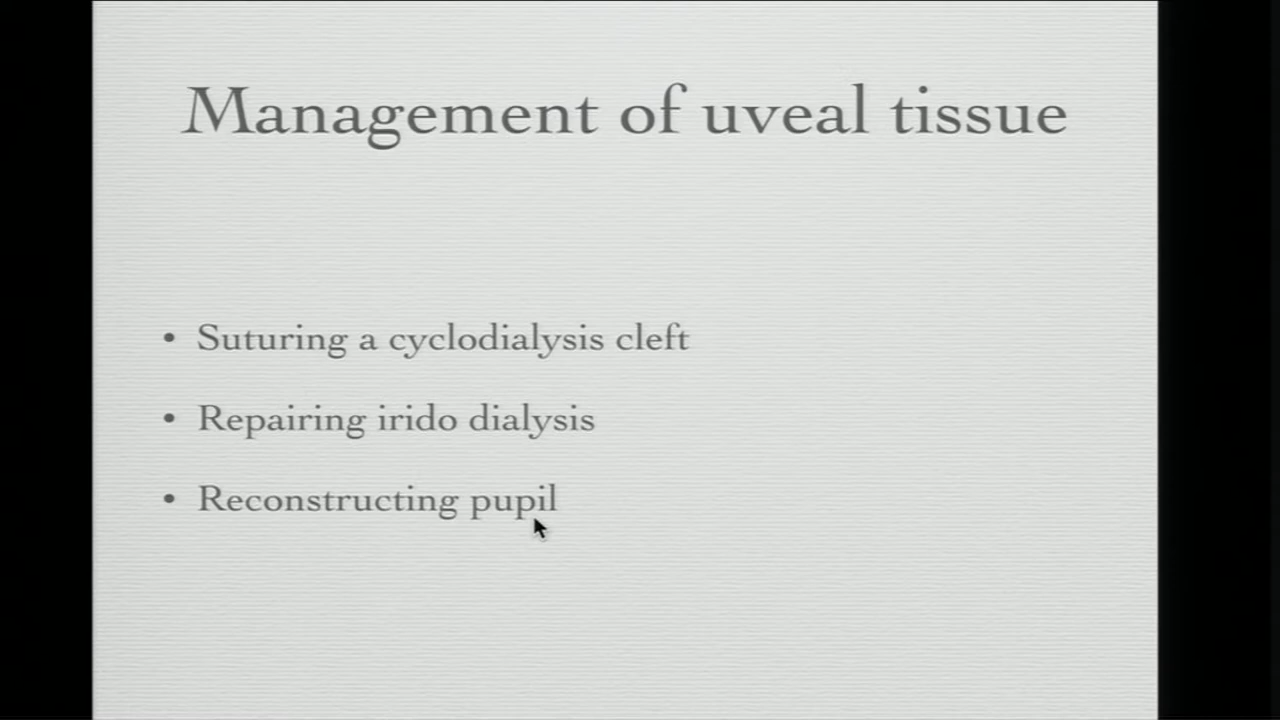 Management of uveal tissue
• Suturing a cyclodialysis cleft
• Repairing irido dialysis
• Reconstructing pupil